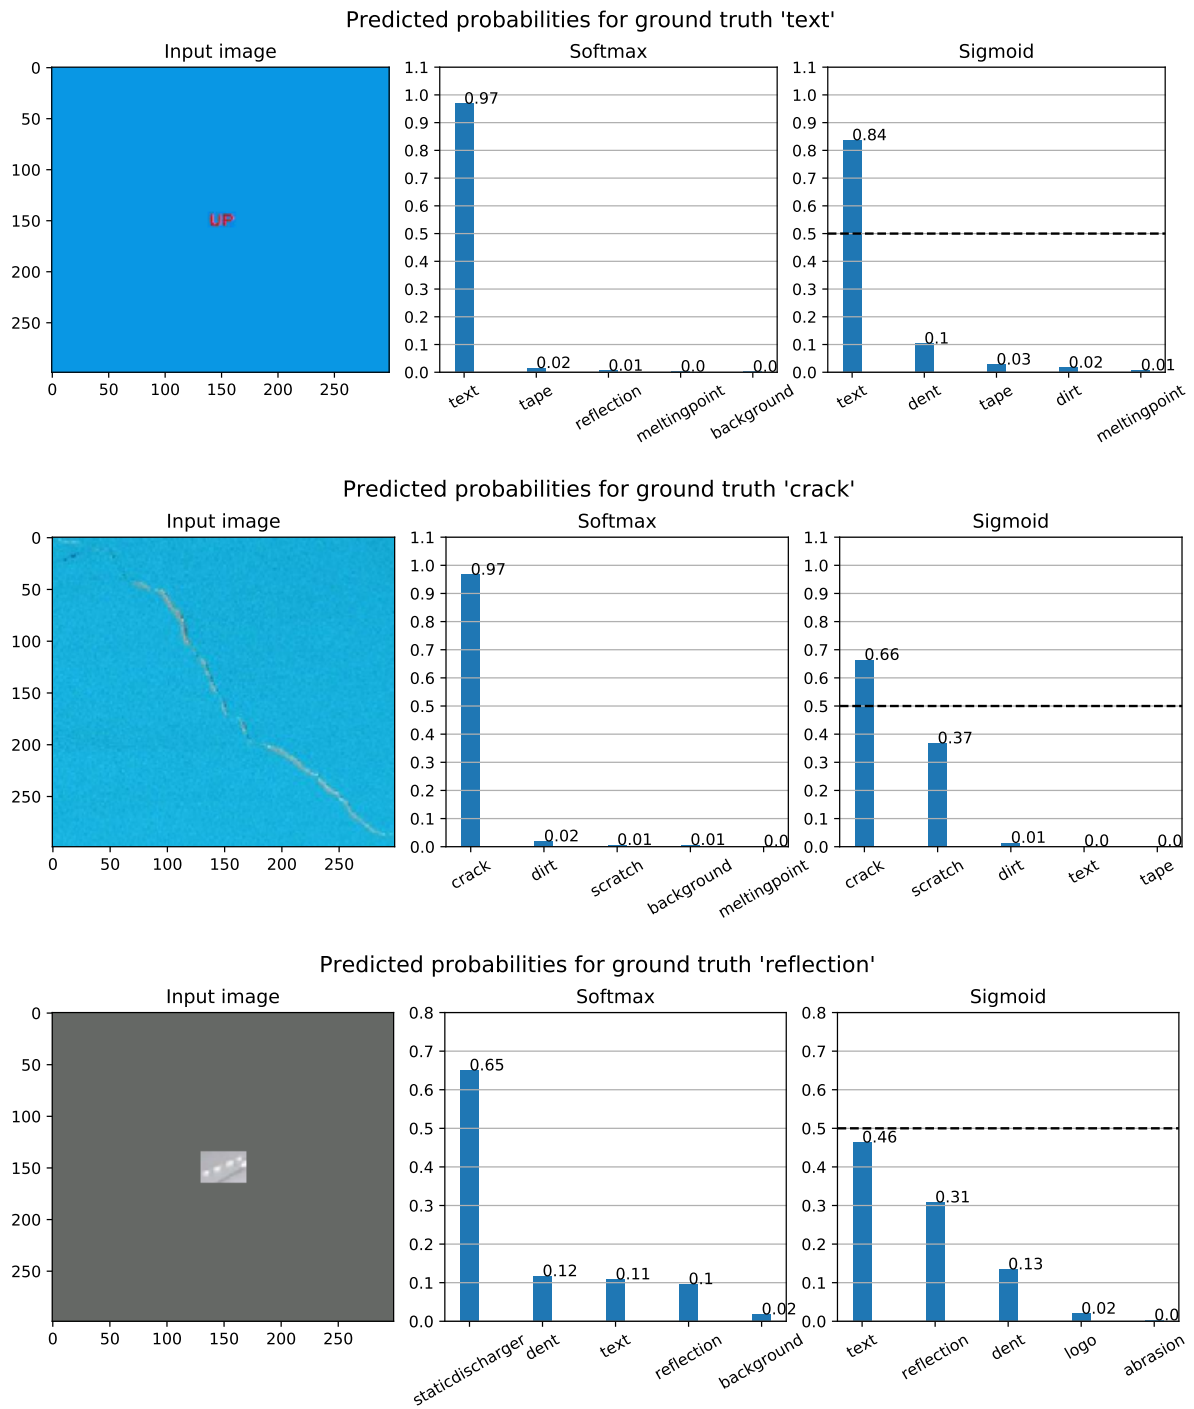 Predicted probabilities for ground truth 'text'
Input image
0
50
100
150
200
250
0 50 100 150 200 250
UP
Softmax
1.1
1.0
0.9
0.8
0.7
0.6
0.5
0.4
0.3
0.2
0.1
0.0
0.97
0.02
0.01
0.0
0.0
text
tape
reflection
meltingpoint
background
Sigmoid
1.1
1.0
0.9
0.8
0.7
0.6
0.5
0.4
0.3
0.2
0.1
0.0
0.84
0.1
0.03
0.02
0.01
text
dent
tape
dirt
meltingpoint
Predicted probabilities for ground truth 'crack'
Input image
0
50
100
150
200
250
0 50 100 150 200 250
Softmax
1.1
1.0
0.9
0.8
0.7
0.6
0.5
0.4
0.3
0.2
0.1
0.0
0.97
0.02
0.01
0.01
0.0
crack
dirt
scratch
background
meltingpoint
Sigmoid
1.1
1.0
0.9
0.8
0.7
0.6
0.5
0.4
0.3
0.2
0.1
0.0
0.66
0.37
0.01
0.0
0.0
crack
scratch
dirt
text
tape
Predicted probabilities for ground truth 'reflection'
Input image
0
50
100
150
200
250
0 50 100 150 200 250
Softmax
0.8
0.7
0.6
0.5
0.4
0.3
0.2
0.1
0.0
0.65
0.12
0.11
0.1
0.02
staticdischarger
dent
text
reflection
background
Sigmoid
0.8
0.7
0.6
0.5
0.4
0.3
0.2
0.1
0.0
0.46
0.31
0.13
0.02
0.0
text
reflection
dent
logo
abrasion